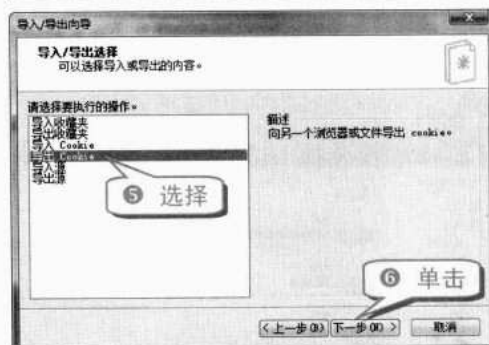 导入/导出向导
导入/导出选择
可以选择导入或导出的内容。
请选择要执行的操作。
导入收藏夹
导出收藏夹
导入 Cookie
导出 Cookie
导入源
导出源
描述
向另一个浏览器或文件导出 cookie。
❺ 选择
❻ 单击
< 上一步(B)
下一步(N) >
取消